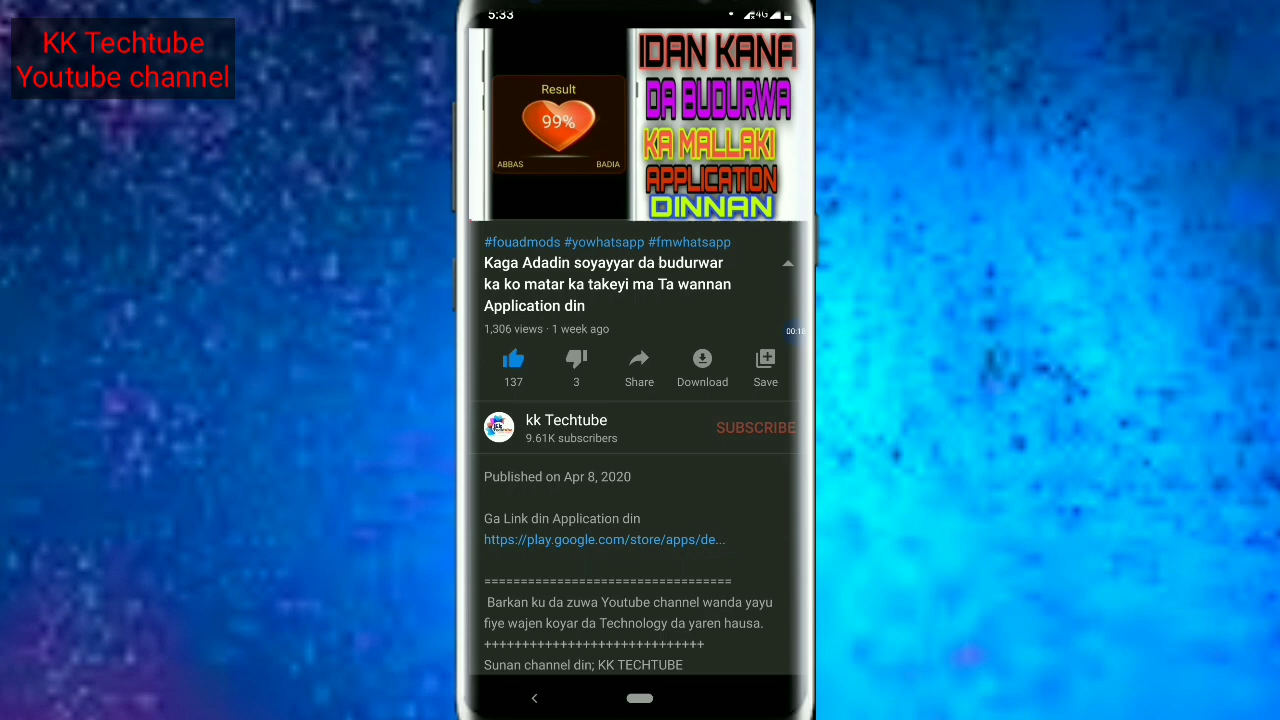 KK Techtube
Youtube channel
5:33
4G
Result
99%
ABBAS
BADIA
IDAN KANA
DA BUDURWA
KA MALLAKI
APPLICATION
DINNAN
#fouadmods #yowhatsapp #fmwhatsapp
Kaga Adadin soyayyar da budurwar
ka ko matar ka takeyi ma Ta wannan
Application din
1,306 views · 1 week ago
00:16
137
3
Share
Download
Save
kk Techtube
9.61K subscribers
SUBSCRIBE
Published on Apr 8, 2020
Ga Link din Application din
https://play.google.com/store/apps/de...
==================================
Barkan ku da zuwa Youtube channel wanda yayu
fiye wajen koyar da Technology da yaren hausa.
++++++++++++++++++++++++++++
Sunan channel din; KK TECHTUBE